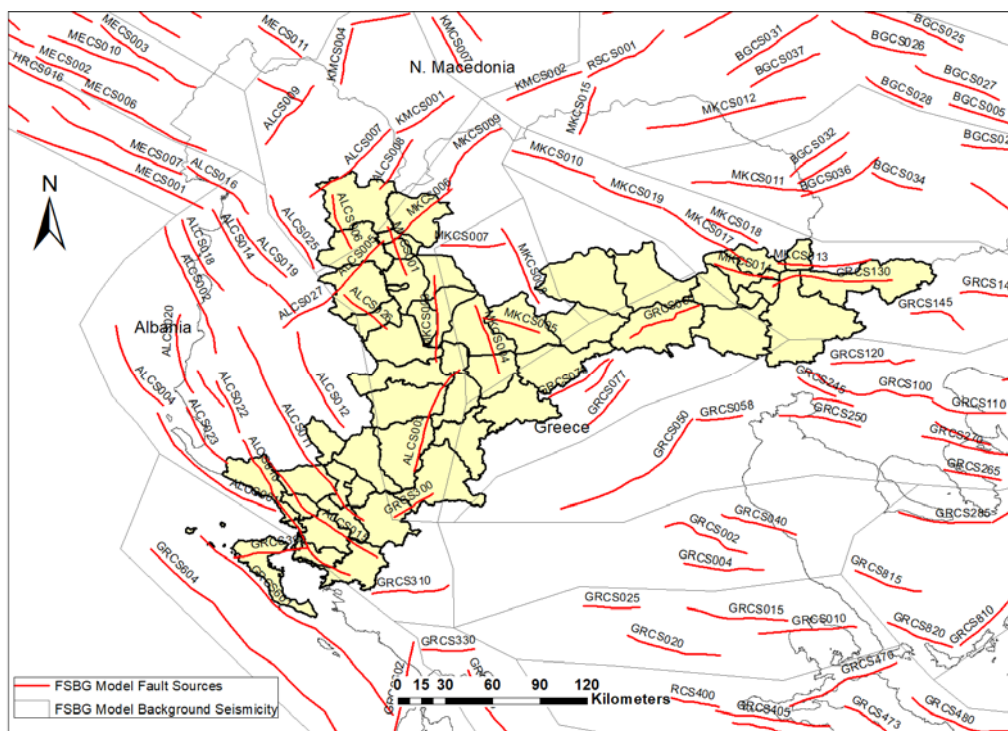 MECS003
MECS011
KMCS004
KMCS007
RSCS001
BGCS031
BGCS026
BGCS025
MECS010
N. Macedonia
MECS002
KMCS002
BGCS037
HRCS016
BGCS027
MECS006
ALCS009
MKCS015
MKCS012
BGCS028
BGCS005
KMCS001
ALCS007
MKCS009
ALCS008
MECS007
ALCS016
MKCS010
BGCS032
MECS001
MKCS006
MKCS011
BGCS036
BGCS034
N
MKCS019
ALCS025
ALCS006
ALCS018
ALCS014
MKCS018
MKCS017
ALCS005
MKCS007
ALCS019
MKCS013
MKCS014
GRCS130
ALCS002
ALCS027
ALCS026
GRCS145
Albania
GRCS120
ALCS004
ALCS022
ALCS012
GRCS077
GRCS245
GRCS100
GRCS110
ALCS023
ALCS011
GRCS058
GRCS250
Greece
GRCS050
GRCS270
GRCS265
GRCS300
GRCS285
GRCS040
GRCS002
GRCS004
GRCS604
GRCS310
GRCS815
GRCS025
GRCS015
GRCS010
GRCS810
GRCS020
GRCS820
GRCS330
GRCS470
FSBG Model Fault Sources
FSBG Model Background Seismicity
0 15 30 60 90 120
Kilometers
RCS400
GRCS405
GRCS473
GRCS480